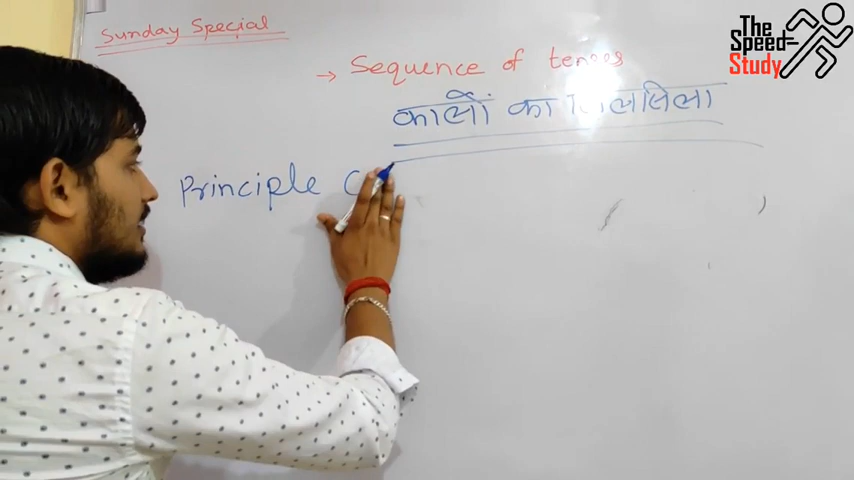 Sunday Special
The
Speed-
Study
→ Sequence of tenses
कालों का सिलसिला
Principle C